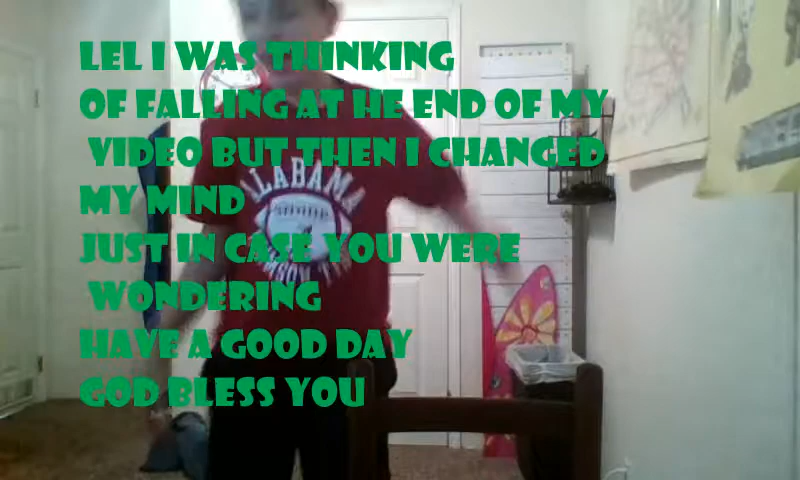 LEL I WAS THINKING
OF FALLING AT HE END OF MY
VIDEO BUT THEN I CHANGED
MY MIND
JUST IN CASE YOU WERE
WONDERING
HAVE A GOOD DAY
GOD BLESS YOU
ALABAMA